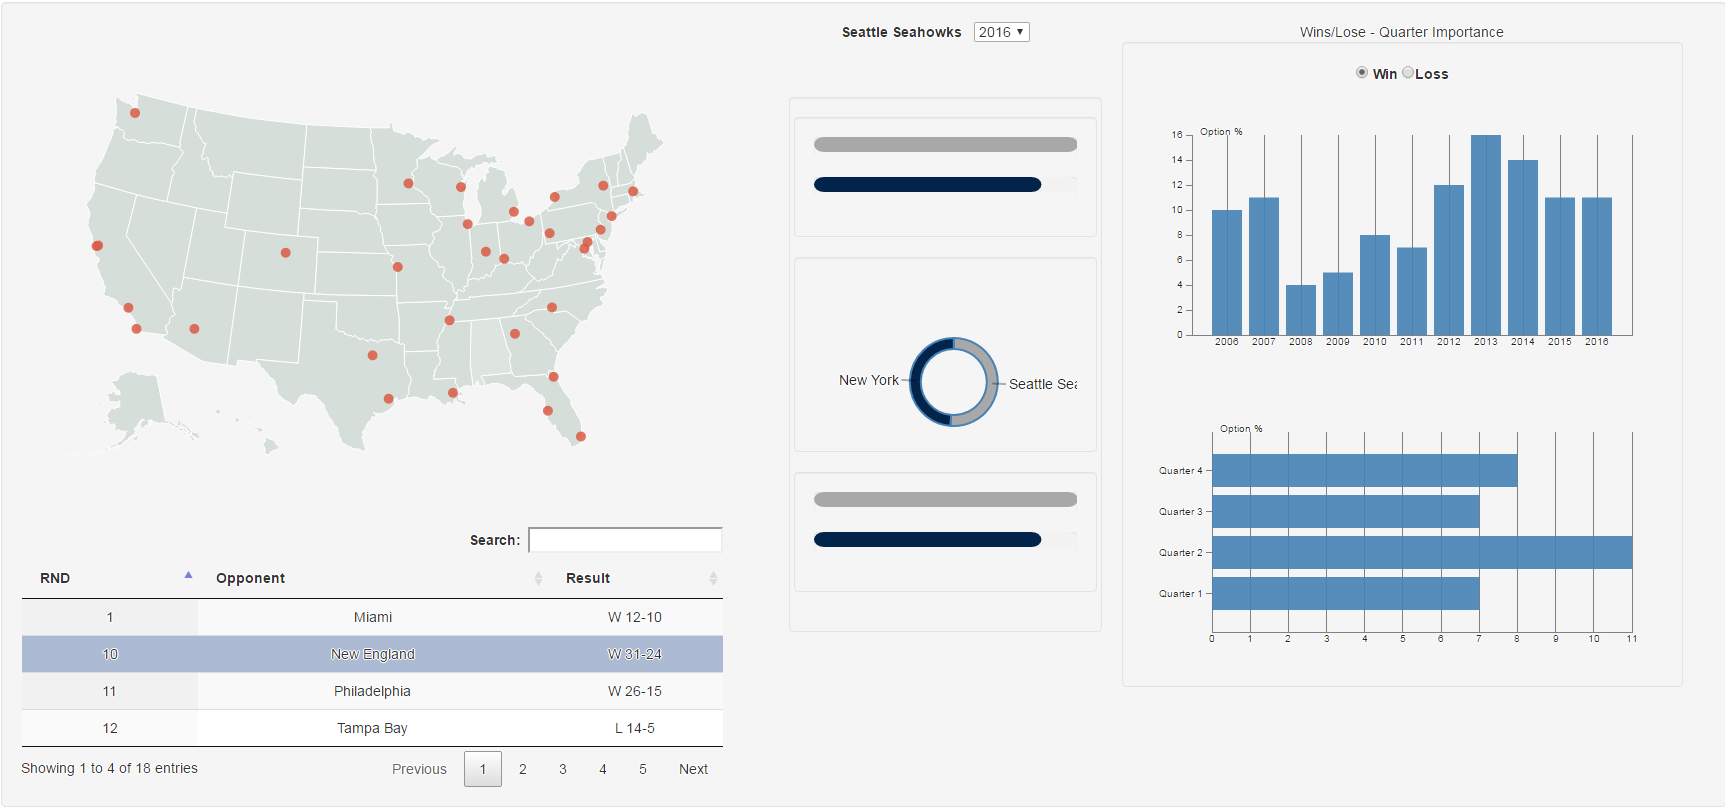 Seattle Seahowks 2016
Wins/Lose - Quarter Importance
Win Loss
Option %
16
14
12
10
8
6
4
2
0
2006 2007 2008 2009 2010 2011 2012 2013 2014 2015 2016
New York
Seattle Sea
Option %
Quarter 4
Quarter 3
Quarter 2
Quarter 1
0 1 2 3 4 5 6 7 8 9 10 11
Search:
RND Opponent Result
1 Miami W 12-10
10 New England W 31-24
11 Philadelphia W 26-15
12 Tampa Bay L 14-5
Showing 1 to 4 of 18 entries
Previous 1 2 3 4 5 Next